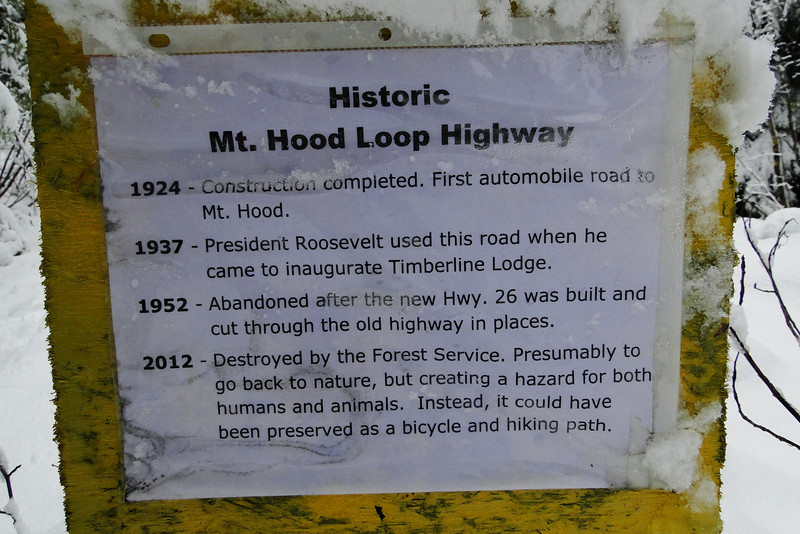 Historic
Mt. Hood Loop Highway
1924 - Construction completed. First automobile road to
Mt. Hood.
1937 - President Roosevelt used this road when he
came to inaugurate Timberline Lodge.
1952 - Abandoned after the new Hwy. 26 was built and
cut through the old highway in places.
2012 - Destroyed by the Forest Service. Presumably to
go back to nature, but creating a hazard for both
humans and animals. Instead, it could have
been preserved as a bicycle and hiking path.